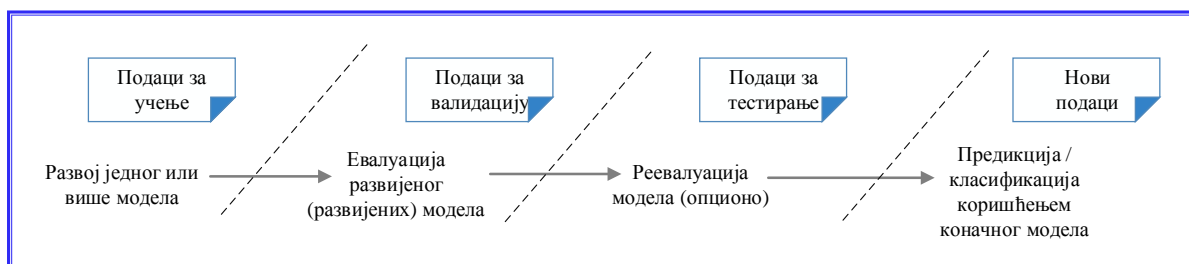 Подаци за
учење
Подаци за
валидацију
Подаци за
тестирање
Нови
подаци
Развој једног или
више модела
Евалуација
развијеног
(развијених) модела
Реевалуација
модела (опционо)
Предикција /
класификација
коришћењем
коначног модела